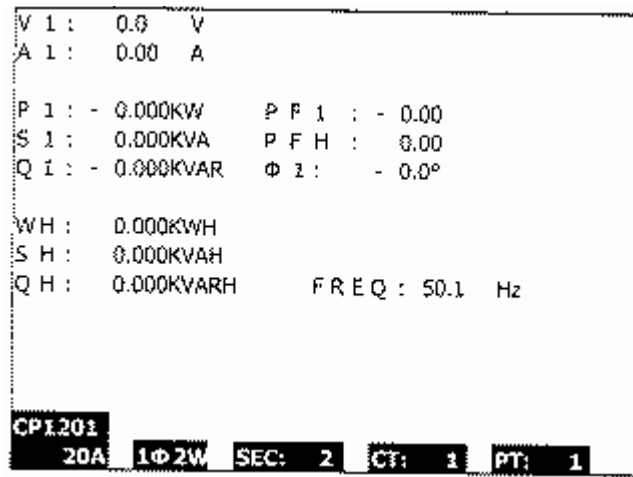 V 1 : 0.0 V
A 1 : 0.00 A
P 1 : - 0.000KW P F 1 : - 0.00
S 1 : 0.000KVA P F H : 0.00
Q 1 : - 0.000KVAR Φ 1 : - 0.0°
W H : 0.000KWH
S H : 0.000KVAH
Q H : 0.000KVARH F R E Q : 50.1 Hz
CP1201
20A 1Φ2W SEC: 2 CT: 1 PT: 1